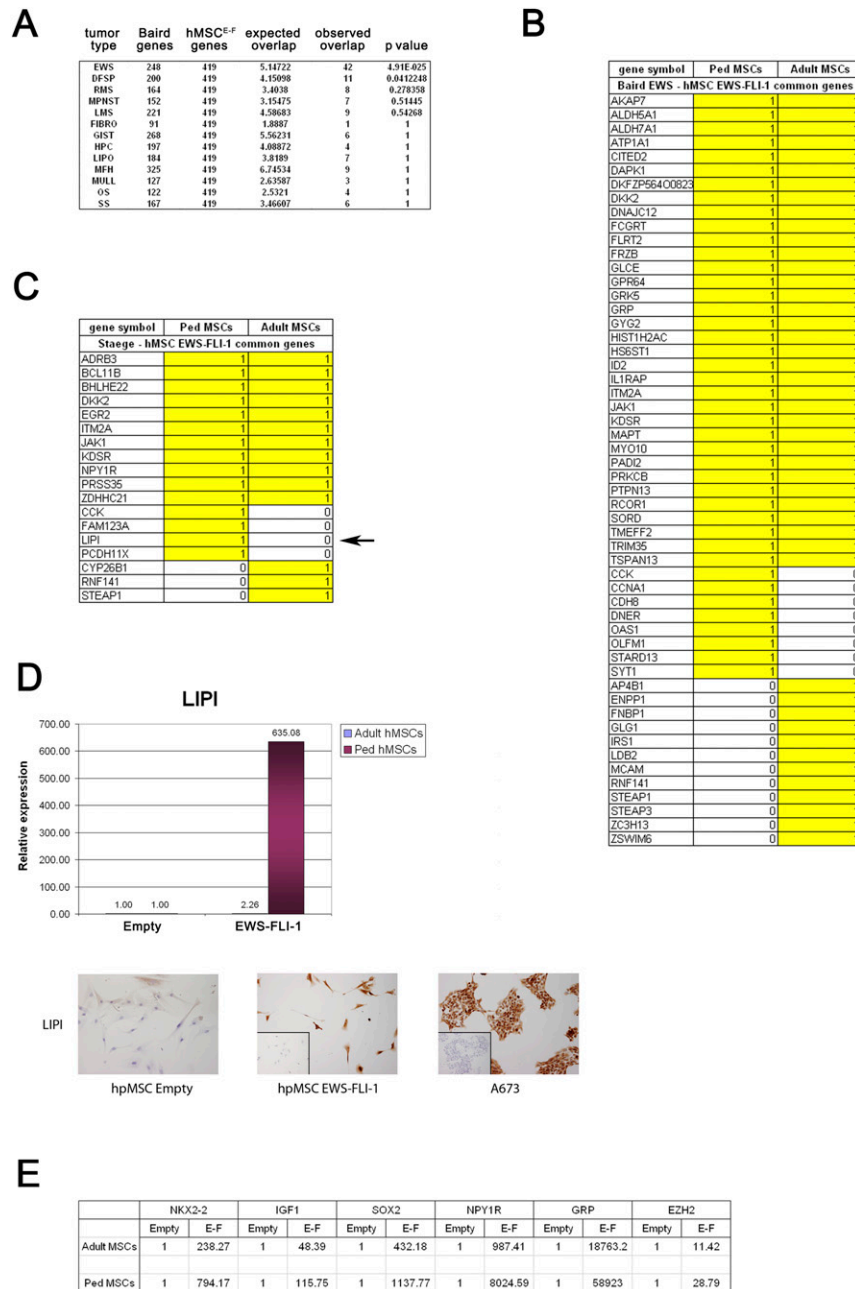 A
tumor type Baird genes hMSC^E-F genes expected overlap observed overlap p value
EWS 248 419 5.14722 42 4.91E-025
DFSP 200 419 4.15098 11 0.0412248
RMS 164 419 3.4038 8 0.278358
MPNST 152 419 3.15475 7 0.51445
LMS 221 419 4.58683 9 0.54268
FIBRO 91 419 1.8887 1 1
GIST 268 419 5.56231 6 1
HPC 197 419 4.08872 4 1
LIPO 184 419 3.8189 7 1
MFH 325 419 6.74534 9 1
MULL 127 419 2.63587 3 1
OS 122 419 2.5321 4 1
SS 167 419 3.46607 6 1
B
gene symbol Ped MSCs Adult MSCs
Baird EWS - hMSC EWS-FLI-1 common genes
AKAP7 1
ALDH5A1 1
ALDH7A1 1
ATP1A1 1
CITED2 1
DAPK1 1
DKFZP564O0823 1
DKK2 1
DNAJC12 1
FCGRT 1
FLRT2 1
FRZB 1
GLCE 1
GPR64 1
GRK5 1
GRP 1
GYG2 1
HIST1H2AC 1
HS6ST1 1
ID2 1
IL1RAP 1
ITM2A 1
JAK1 1
KDSR 1
MAPT 1
MYO10 1
PADI2 1
PRKCB 1
PTPN13 1
RCOR1 1
SORD 1
TMEFF2 1
TRIM35 1
TSPAN13 1
CCK 1
CCNA1 1
CDH8 1
DNER 1
OAS1 1
OLFM1 1
STARD13 1
SYT1 1
AP4B1 0
ENPP1 0
FNBP1 0
GLG1 0
IRS1 0
LDB2 0
MCAM 0
RNF141 0
STEAP1 0
STEAP3 0
ZC3H13 0
ZSWIM6 0
C
gene symbol Ped MSCs Adult MSCs
Staege - hMSC EWS-FLI-1 common genes
ADRB3 1 1
BCL11B 1 1
BHLHE22 1 1
DKK2 1 1
EGR2 1 1
ITM2A 1 1
JAK1 1 1
KDSR 1 1
NPY1R 1 1
PRSS35 1 1
ZDHHC21 1 1
CCK 1 0
FAM123A 1 0
LIPI 1 0
PCDH11X 1 0
CYP26B1 0 1
RNF141 0 1
STEAP1 0 1
D
LIPI
Relative expression
700.00
600.00
500.00
400.00
300.00
200.00
100.00
0.00
1.00 1.00 2.26 635.08
Empty EWS-FLI-1
Adult hMSCs
Ped hMSCs
LIPI
hpMSC Empty hpMSC EWS-FLI-1 A673
E
NKX2-2 IGF1 SOX2 NPY1R GRP EZH2
Empty E-F Empty E-F Empty E-F Empty E-F Empty E-F Empty E-F
Adult MSCs 1 238.27 1 48.39 1 432.18 1 987.41 1 18763.2 1 11.42
Ped MSCs 1 794.17 1 115.75 1 1137.77 1 8024.59 1 58923 1 28.79